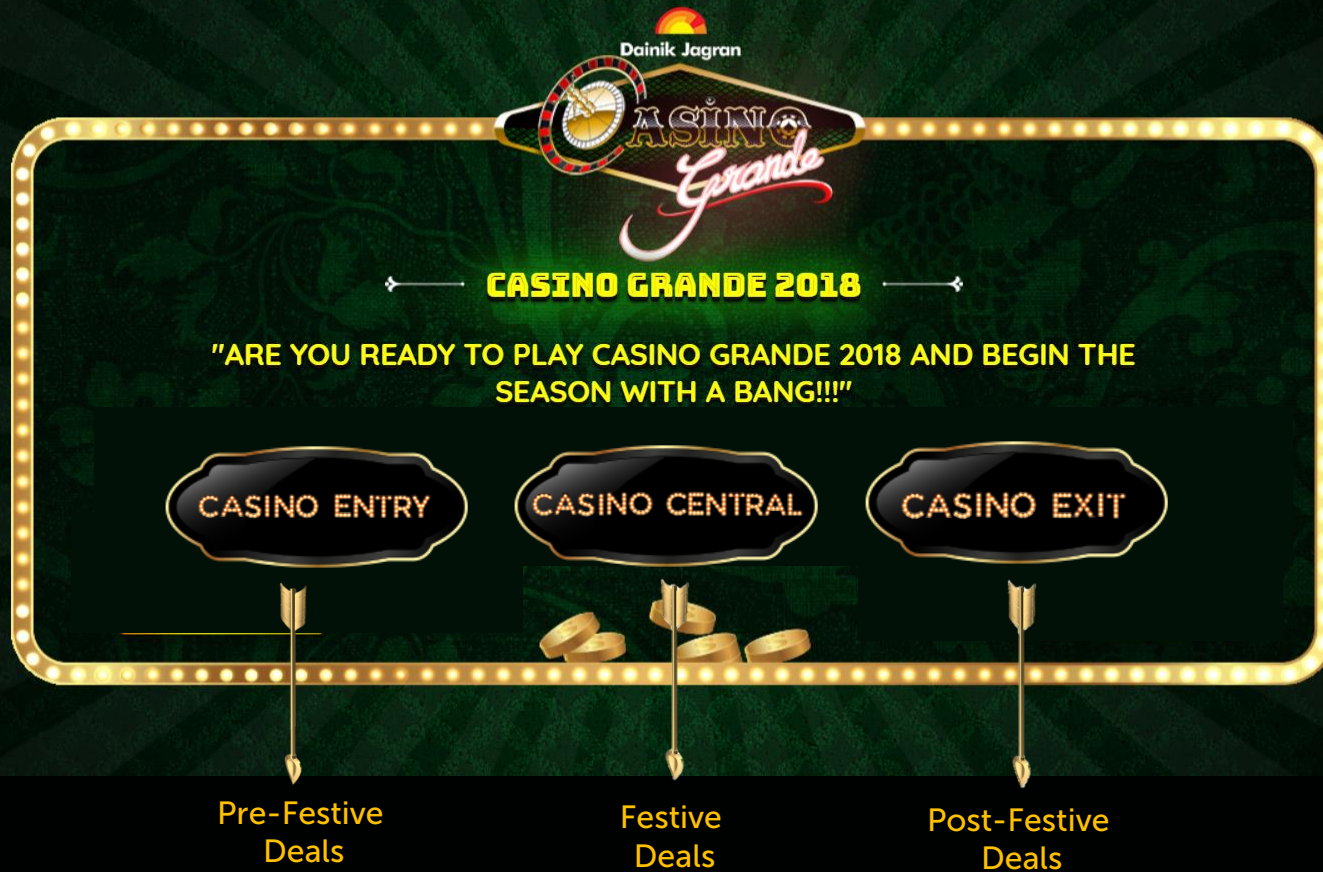 Dainik Jagran
CASINO
Grande
CASINO GRANDE 2018
"ARE YOU READY TO PLAY CASINO GRANDE 2018 AND BEGIN THE
SEASON WITH A BANG!!!"
CASINO ENTRY
CASINO CENTRAL
CASINO EXIT
Pre-Festive
Deals
Festive
Deals
Post-Festive
Deals